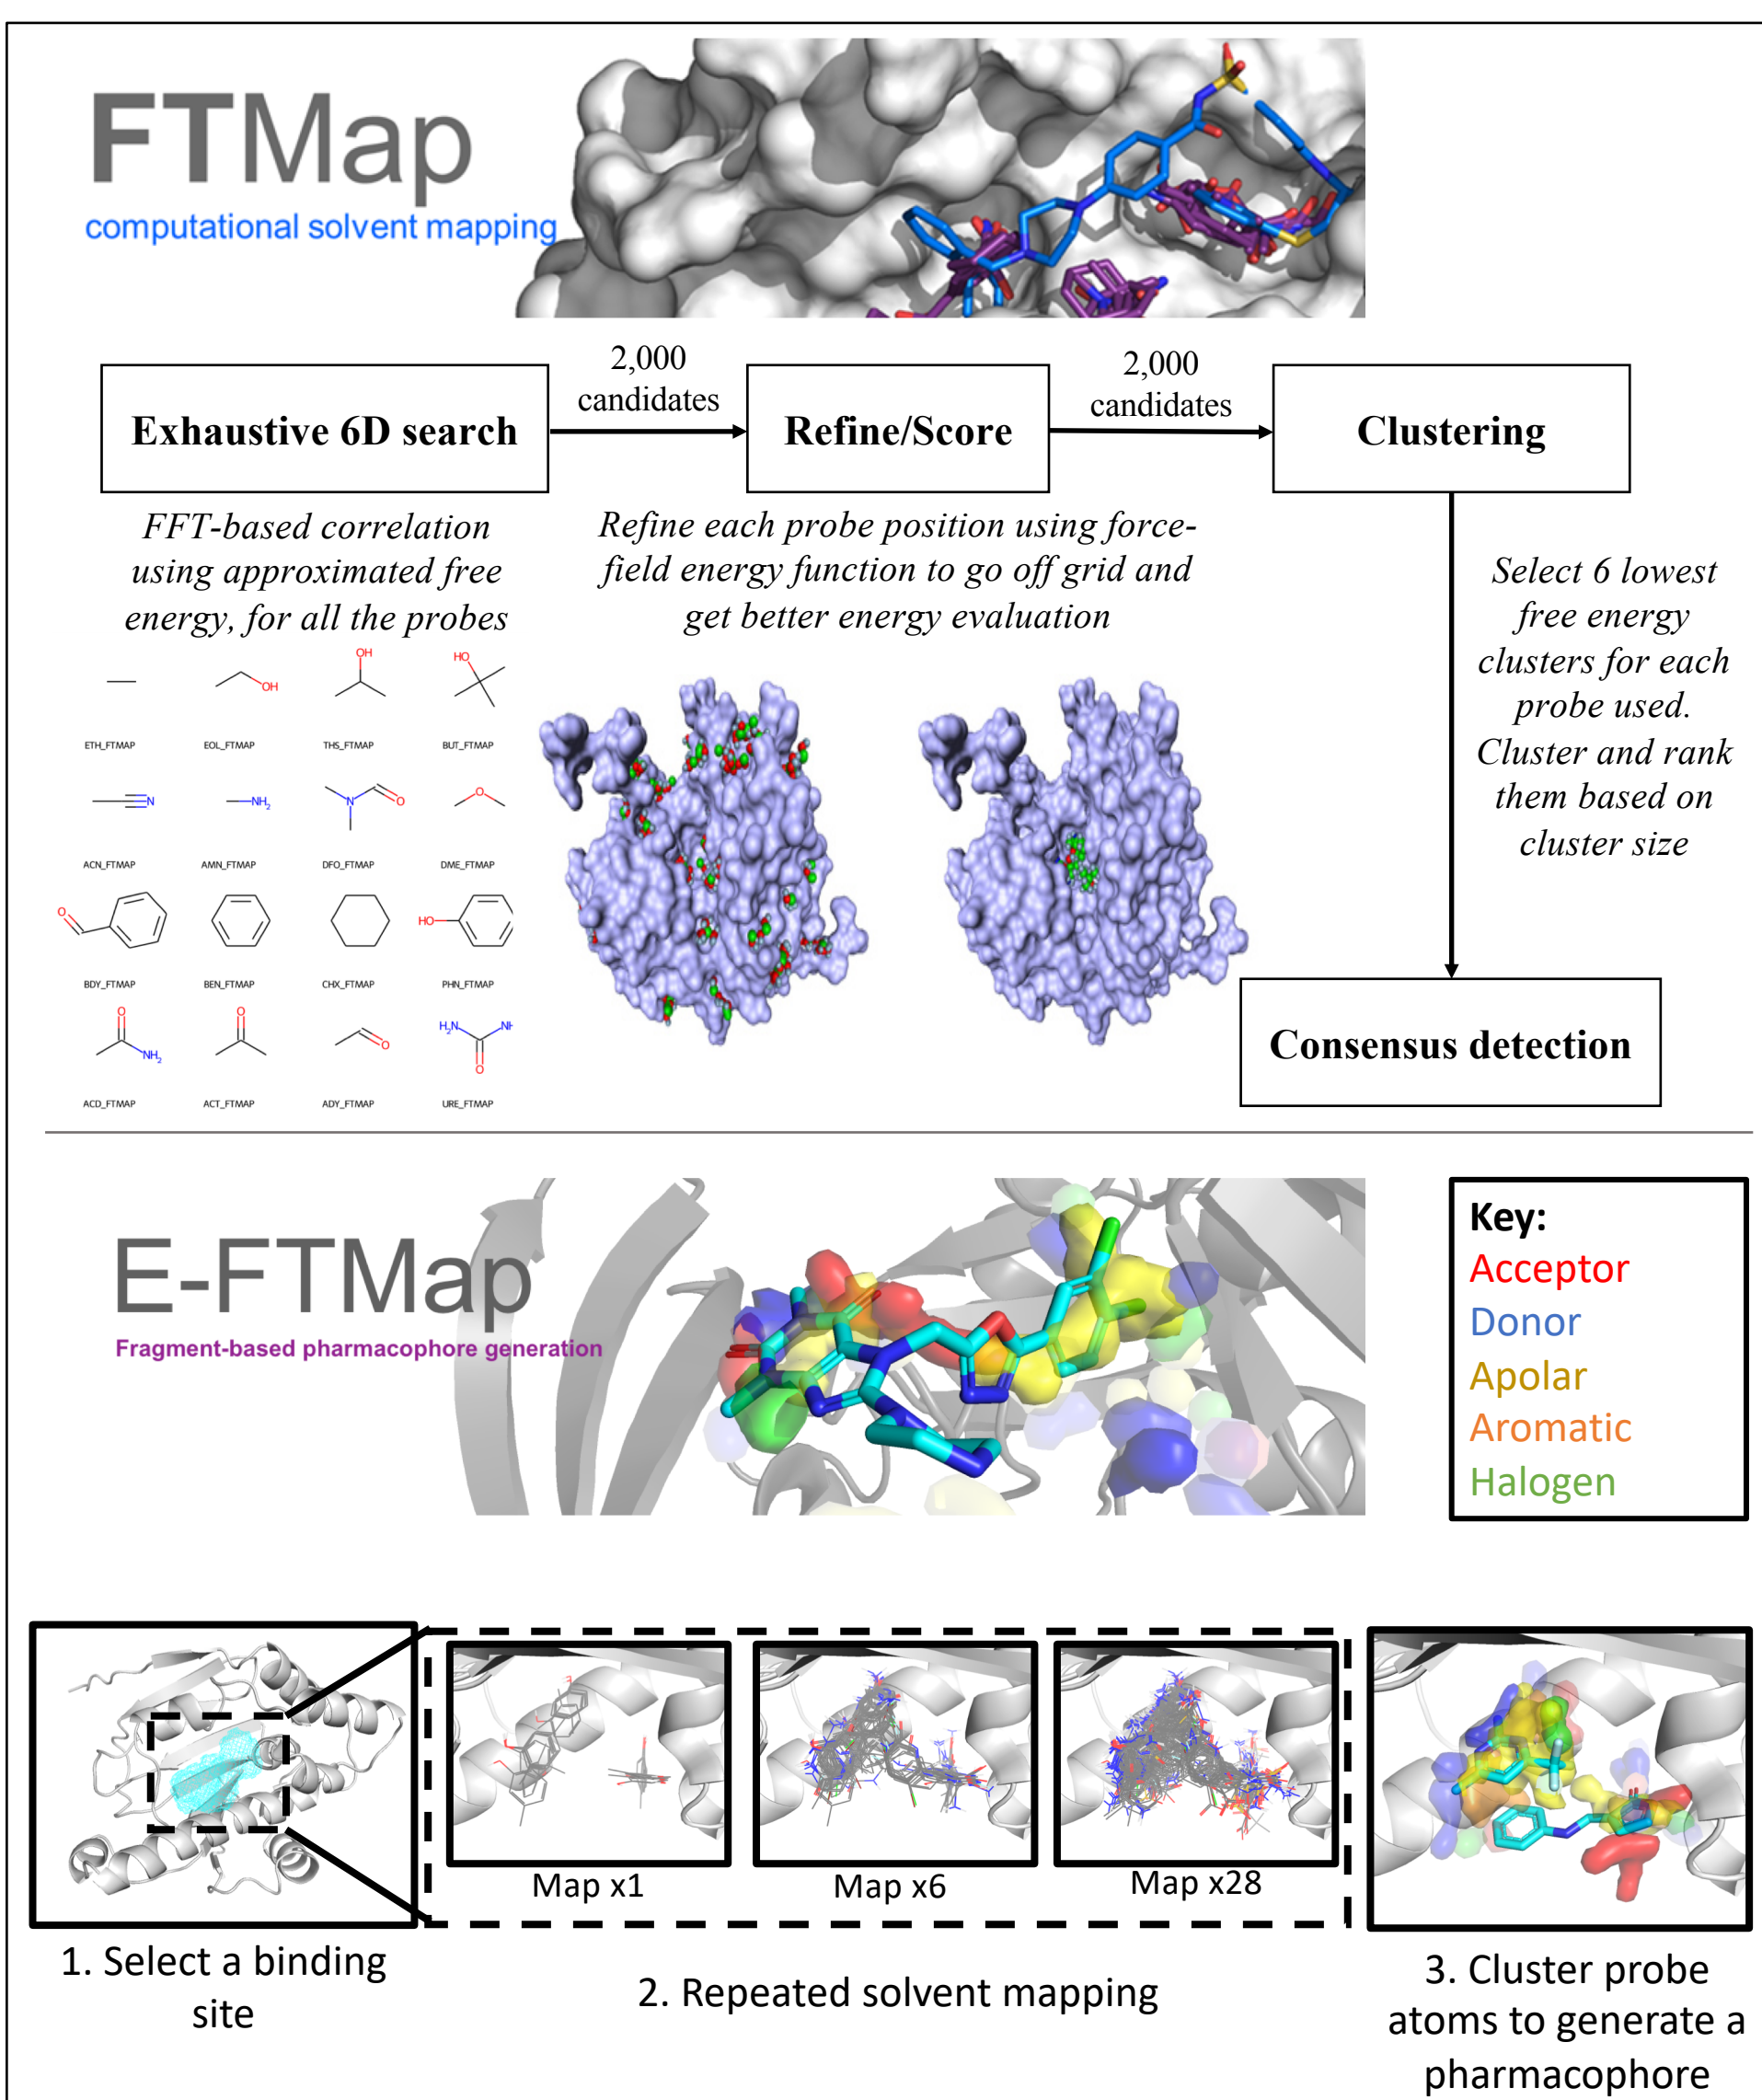 FTMap
computational solvent mapping
2,000
candidates
2,000
candidates
Exhaustive 6D search
Refine/Score
Clustering
FFT-based correlation
using approximated free
energy, for all the probes
Refine each probe position using force-
field energy function to go off grid and
get better energy evaluation
Select 6 lowest
free energy
clusters for each
probe used.
Cluster and rank
them based on
cluster size
OH
HO
OH
ETH_FTMAP
EOL_FTMAP
THS_FTMAP
BUT_FTMAP
N
NH2
N
O
O
ACN_FTMAP
AMN_FTMAP
DFO_FTMAP
DME_FTMAP
O
HO
BDY_FTMAP
BEN_FTMAP
CHX_FTMAP
PHN_FTMAP
O
NH2
O
O
H2N
NH
O
ACD_FTMAP
ACT_FTMAP
ADY_FTMAP
URE_FTMAP
Consensus detection
E-FTMap
Fragment-based pharmacophore generation
Key:
Acceptor
Donor
Apolar
Aromatic
Halogen
Map x1
Map x6
Map x28
1. Select a binding
site
2. Repeated solvent mapping
3. Cluster probe
atoms to generate a
pharmacophore